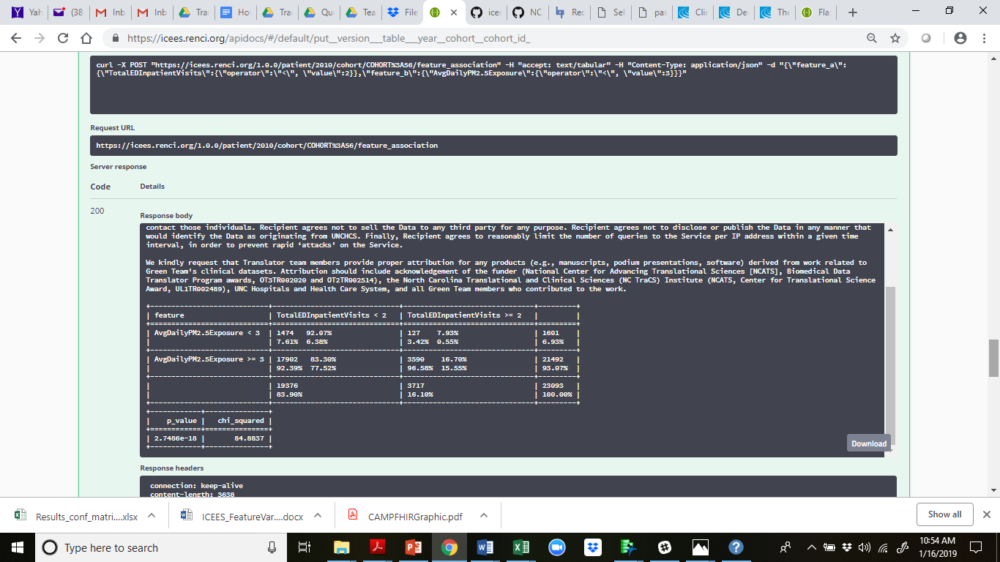 Yah
(38
Inb
Inb
Tra
Ho
Tra
Qu
Tea
File
icee
NC
Rec
Sel
pa
Cli
De
The
Fla
https://icees.renci.org/apidocs/#/default/put__version___table___year__cohort__cohort_id_
curl -X POST "https://icees.renci.org/1.0.0/patient/2010/cohort/COHORT%3A56/feature_association" -H "accept: text/tabular" -H "Content-Type: application/json" -d "{\"feature_a\":
{\"TotalEDInpatientVisits\":{\"operator\":\"<\", \"value\":2}},\"feature_b\":{\"AvgDailyPM2.5Exposure\":{\"operator\":\"<\", \"value\":3}}}"
Request URL
https://icees.renci.org/1.0.0/patient/2010/cohort/COHORT%3A56/feature_association
Server response
Code Details
200
Response body
contact those individuals. Recipient agrees not to sell the Data to any third party for any purpose. Recipient agrees not to disclose or publish the Data in any manner that
would identify the Data as originating from UNCHCS. Finally, Recipient agrees to reasonably limit the number of queries to the Service per IP address within a given time
interval, in order to prevent rapid ‘attacks’ on the Service.
We kindly request that Translator team members provide proper attribution for any products (e.g., manuscripts, podium presentations, software) derived from work related to
Green Team's clinical datasets. Attribution should include acknowledgement of the funder (National Center for Advancing Translational Sciences [NCATS], Biomedical Data
Translator Program awards, OT3TR002020 and OT2TR002514), the North Carolina Translational and Clinical Sciences (NC TraCS) Institute (NCATS, Center for Translational Science
Award, UL1TR002489), UNC Hospitals and Health Care System, and all Green Team members who contributed to the work.
| feature | TotalEDInpatientVisits < 2 | TotalEDInpatientVisits >= 2 | |
| AvgDailyPM2.5Exposure < 3 | 1474 92.07% | 127 7.93% | 1601 |
| | 7.61% 6.38% | 3.42% 0.55% | 6.93% |
| AvgDailyPM2.5Exposure >= 3 | 17902 83.30% | 3590 16.70% | 21492 |
| | 92.39% 77.52% | 96.58% 15.55% | 93.07% |
| | 19376 | 3717 | 23093 |
| | 83.90% | 16.10% | 100.00% |
| p_value | chi_squared |
| 2.7486e-18 | 84.8837 |
Download
Response headers
connection: keep-alive
content-length: 3638
Results_conf_matri....xlsx
ICEES_FeatureVar....docx
CAMPFHIRGraphic.pdf
Show all
Type here to search
10:54 AM
1/16/2019